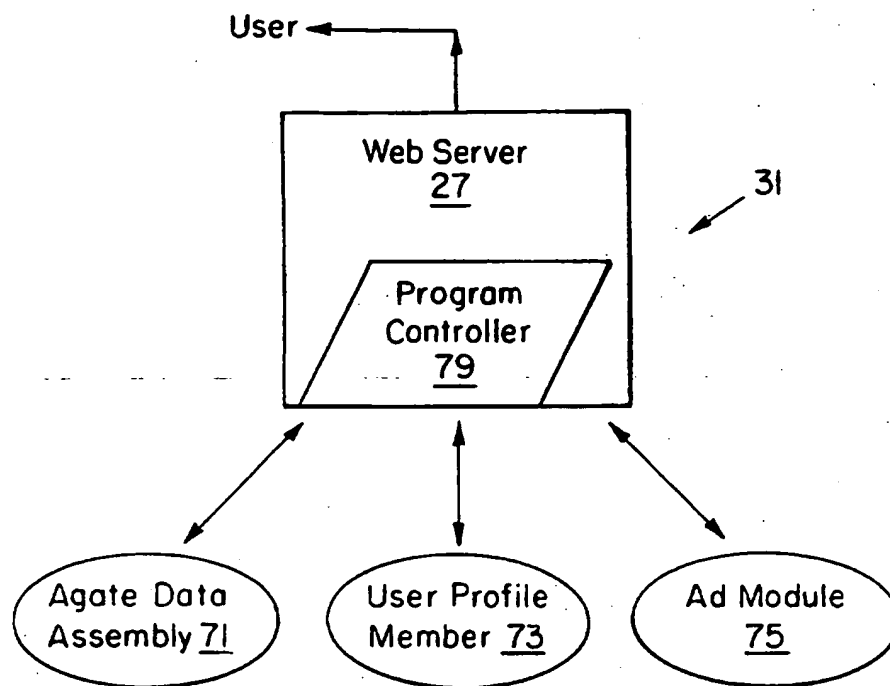 User
Web Server
27
31
Program
Controller
79
Agate Data
Assembly 71
User Profile
Member 73
Ad Module
75